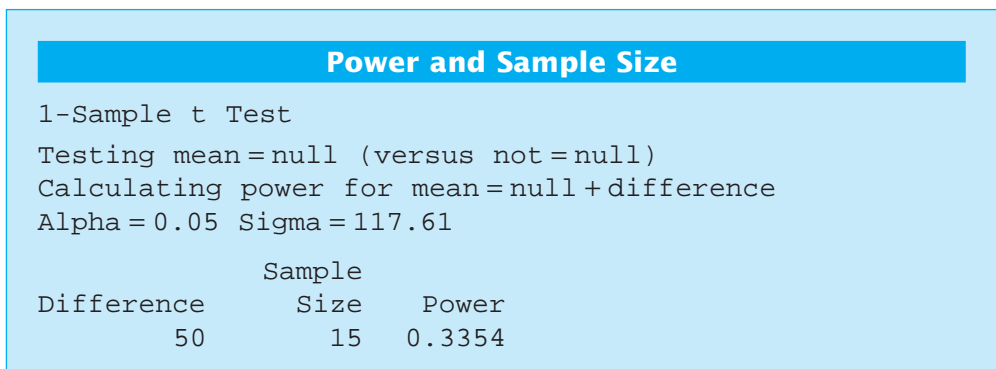 Power and Sample Size
1-Sample t Test
Testing mean = null (versus not = null)
Calculating power for mean = null + difference
Alpha = 0.05 Sigma = 117.61
Sample
Difference Size Power
50 15 0.3354